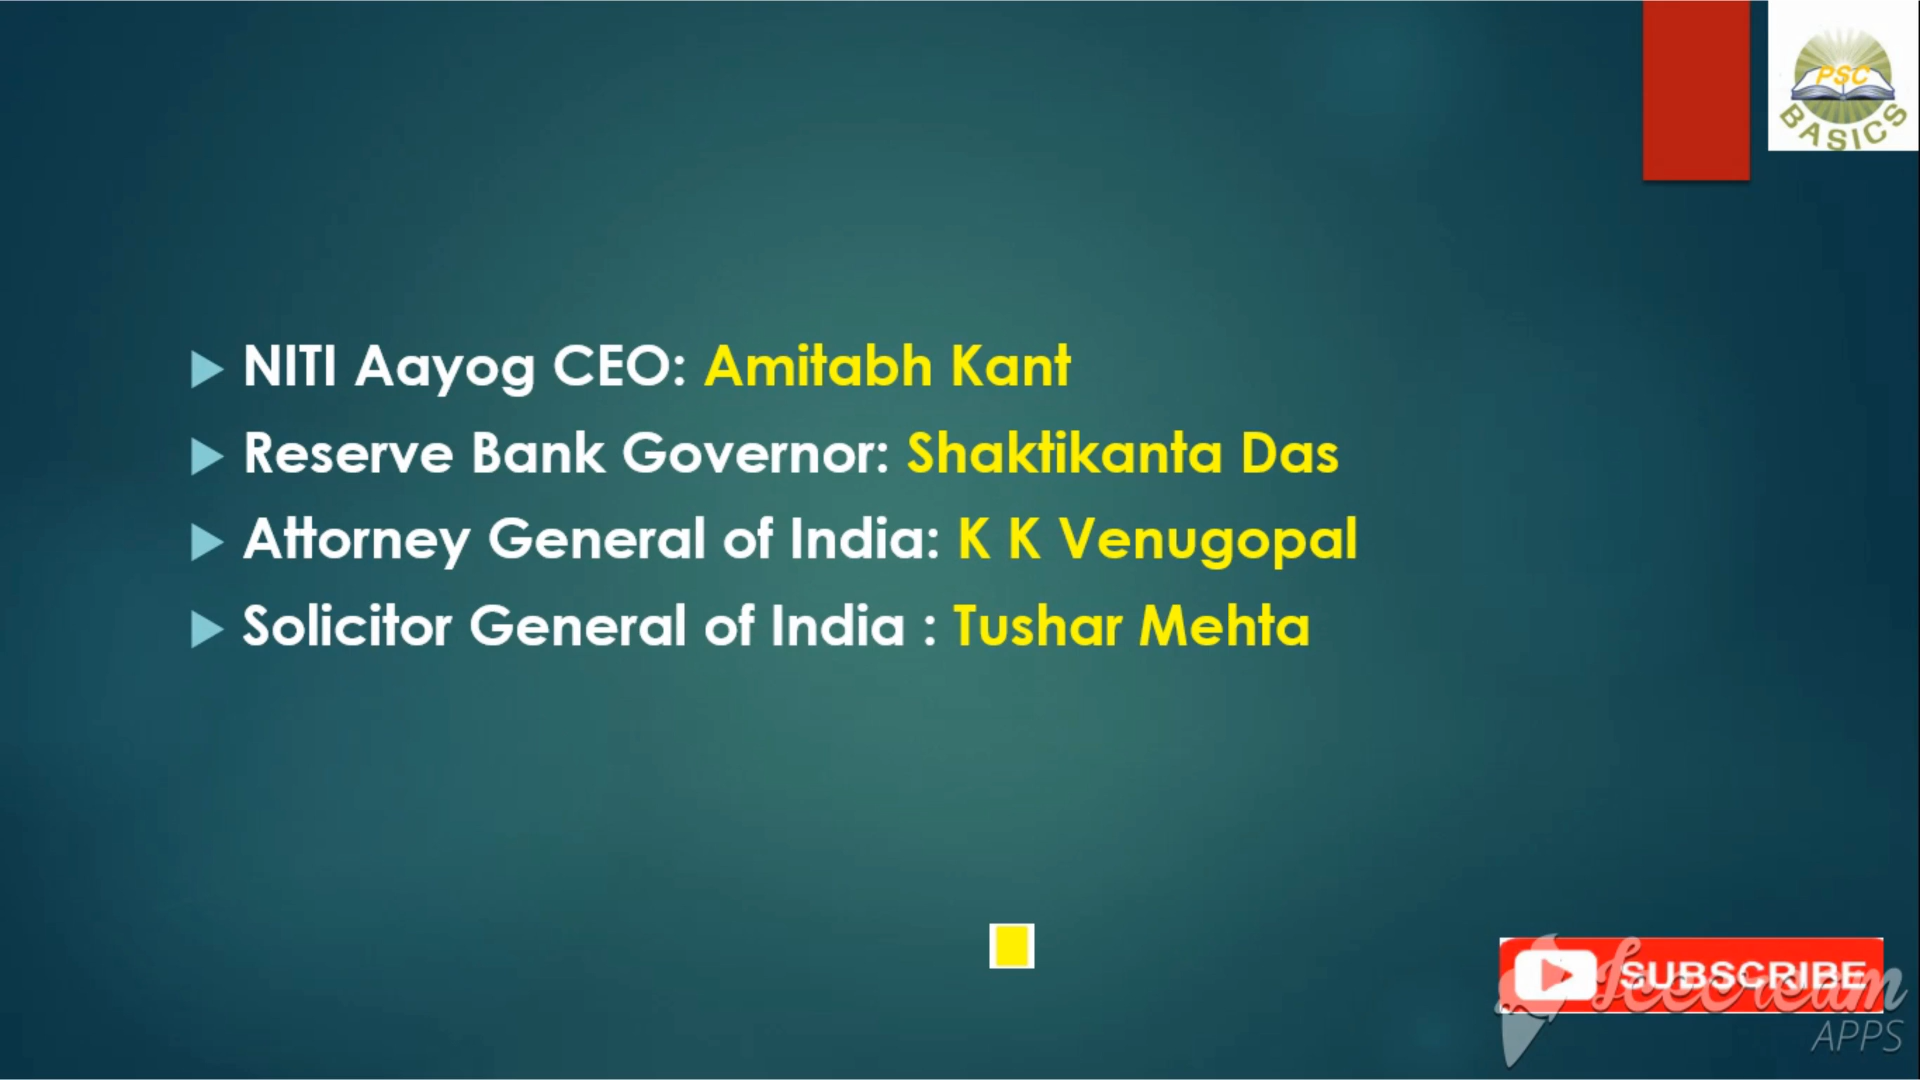 PSC
BASICS
NITI Aayog CEO: Amitabh Kant
Reserve Bank Governor: Shaktikanta Das
Attorney General of India: K K Venugopal
Solicitor General of India : Tushar Mehta
SUBSCRIBE
Icecream
APPS